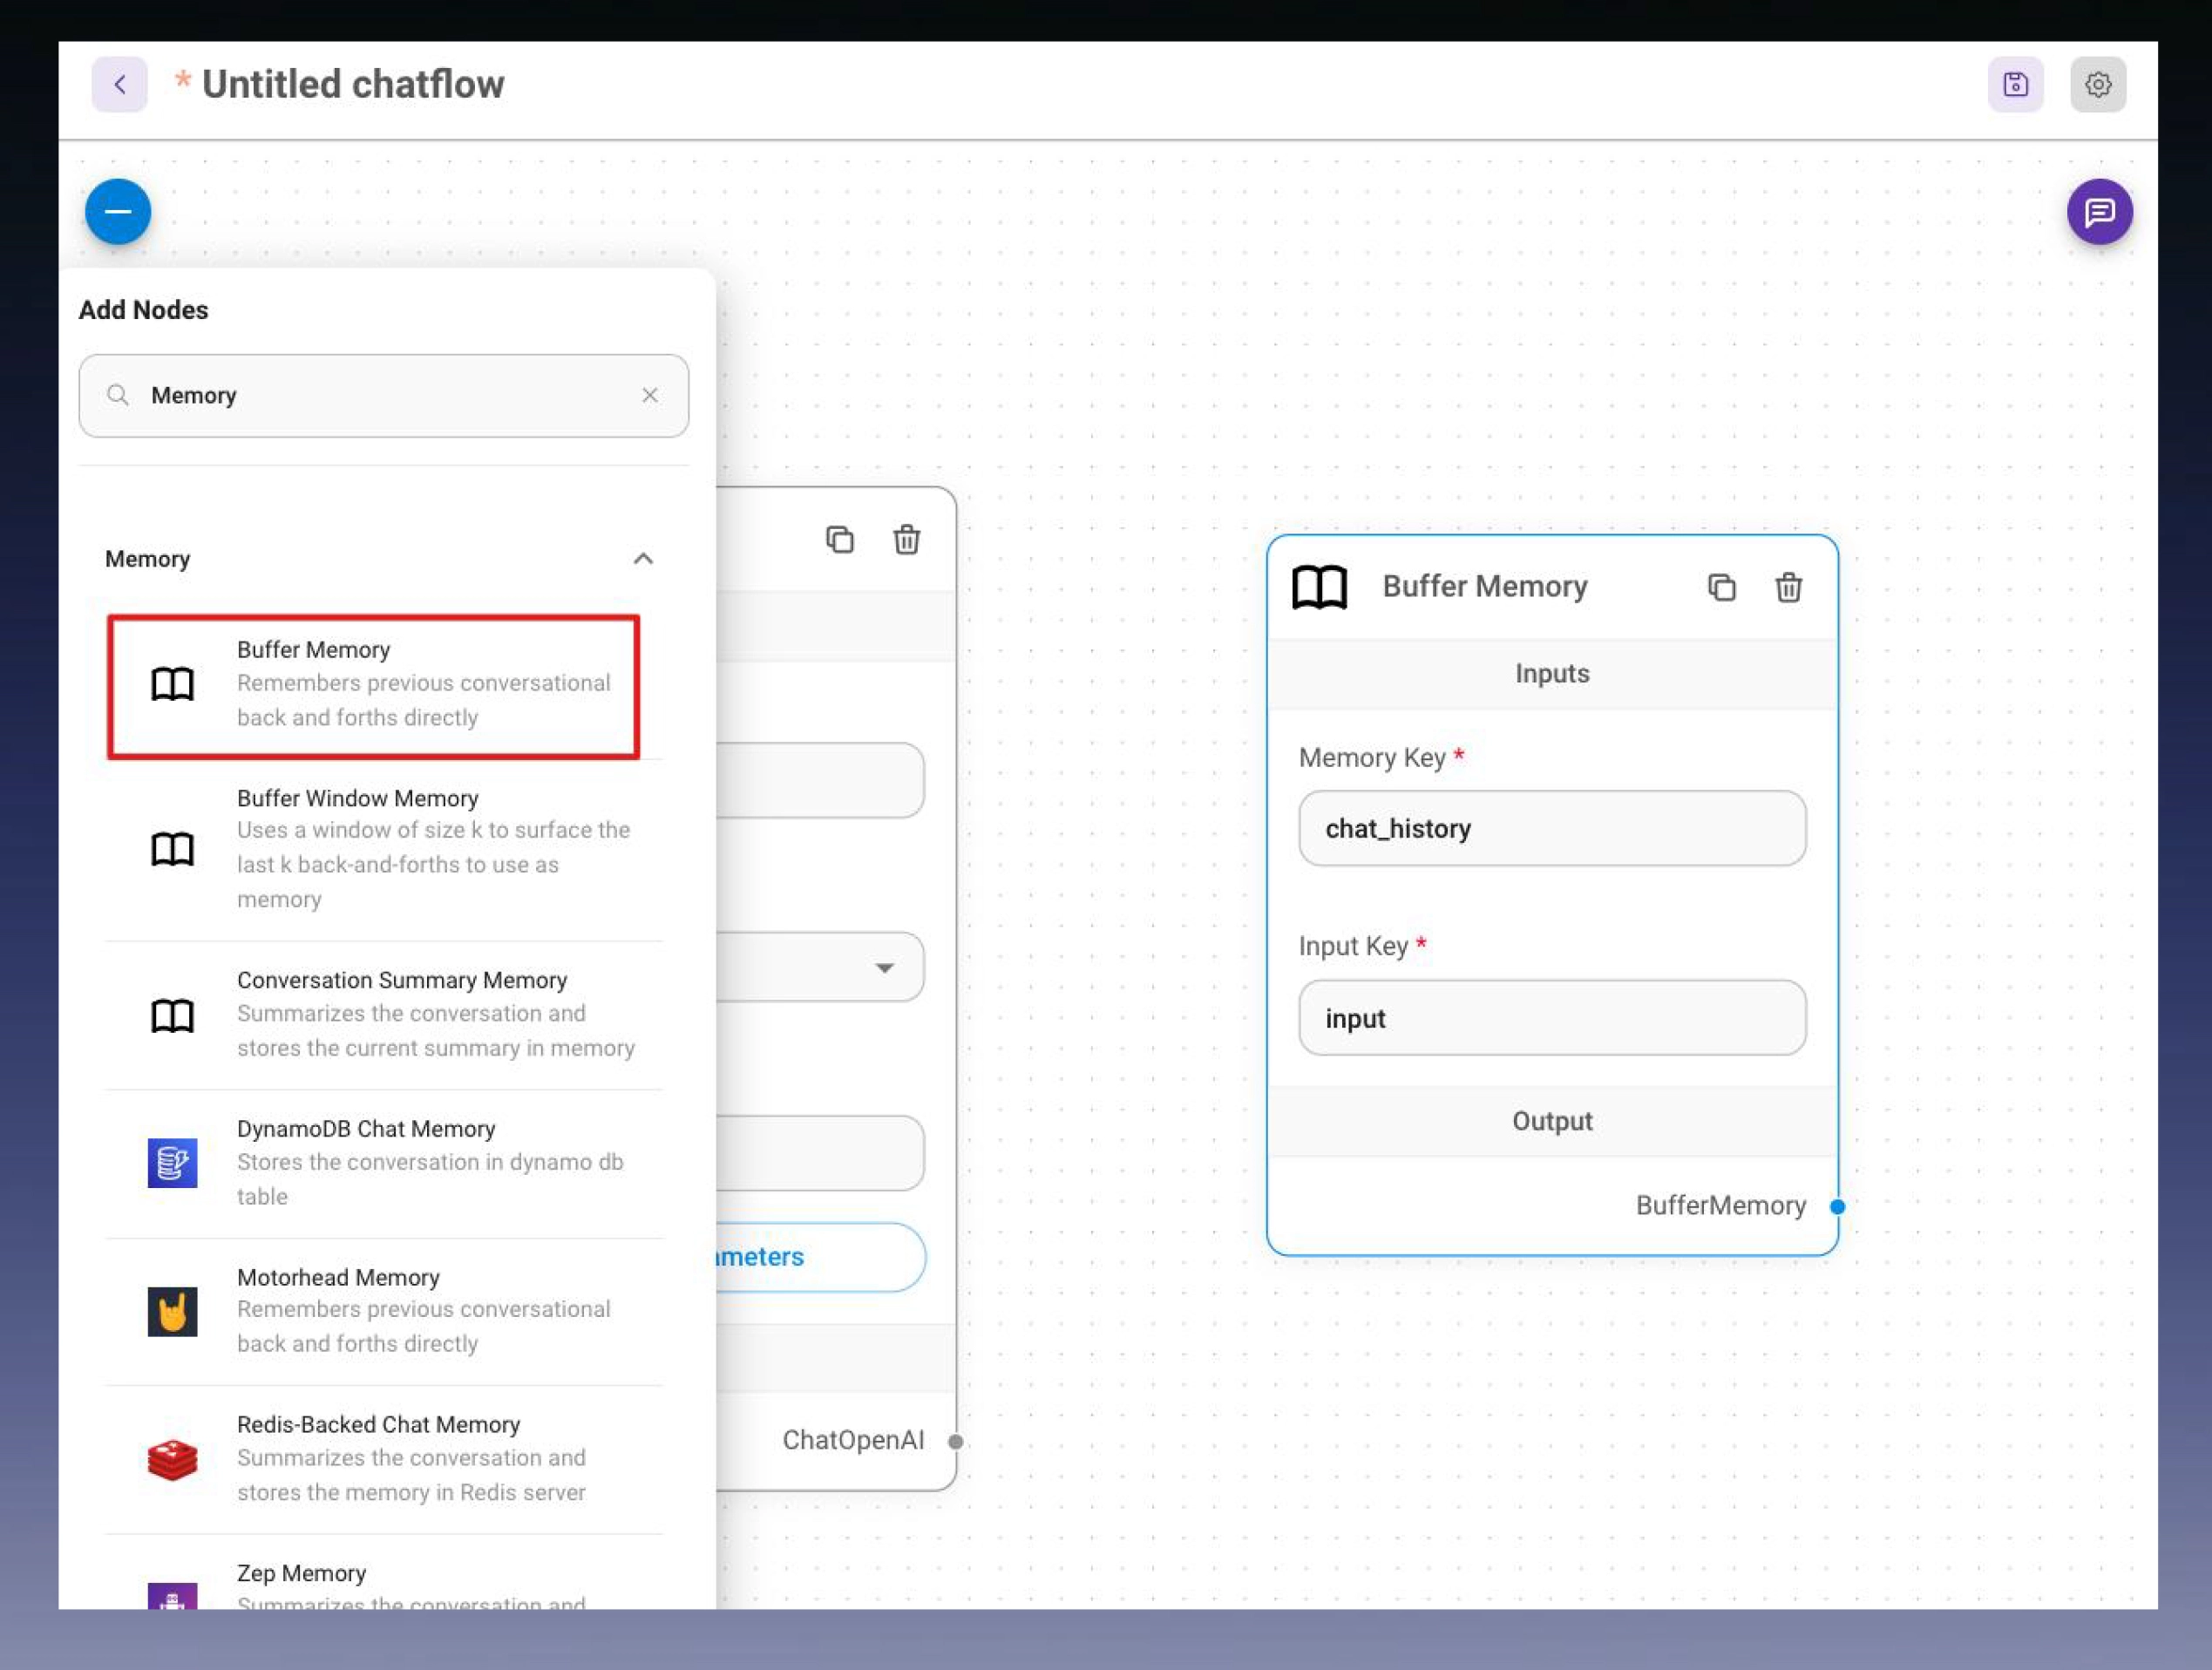 * Untitled chatflow
Add Nodes
Memory
Memory
Buffer Memory
Remembers previous conversational
back and forths directly
Buffer Window Memory
Uses a window of size k to surface the
last k back-and-forths to use as
memory
Conversation Summary Memory
Summarizes the conversation and
stores the current summary in memory
DynamoDB Chat Memory
Stores the conversation in dynamo db
table
Motorhead Memory
Remembers previous conversational
back and forths directly
Redis-Backed Chat Memory
Summarizes the conversation and
stores the memory in Redis server
Zep Memory
Summarizes the conversation and
ameters
ChatOpenAI
Buffer Memory
Inputs
Memory Key *
chat_history
Input Key *
input
Output
BufferMemory